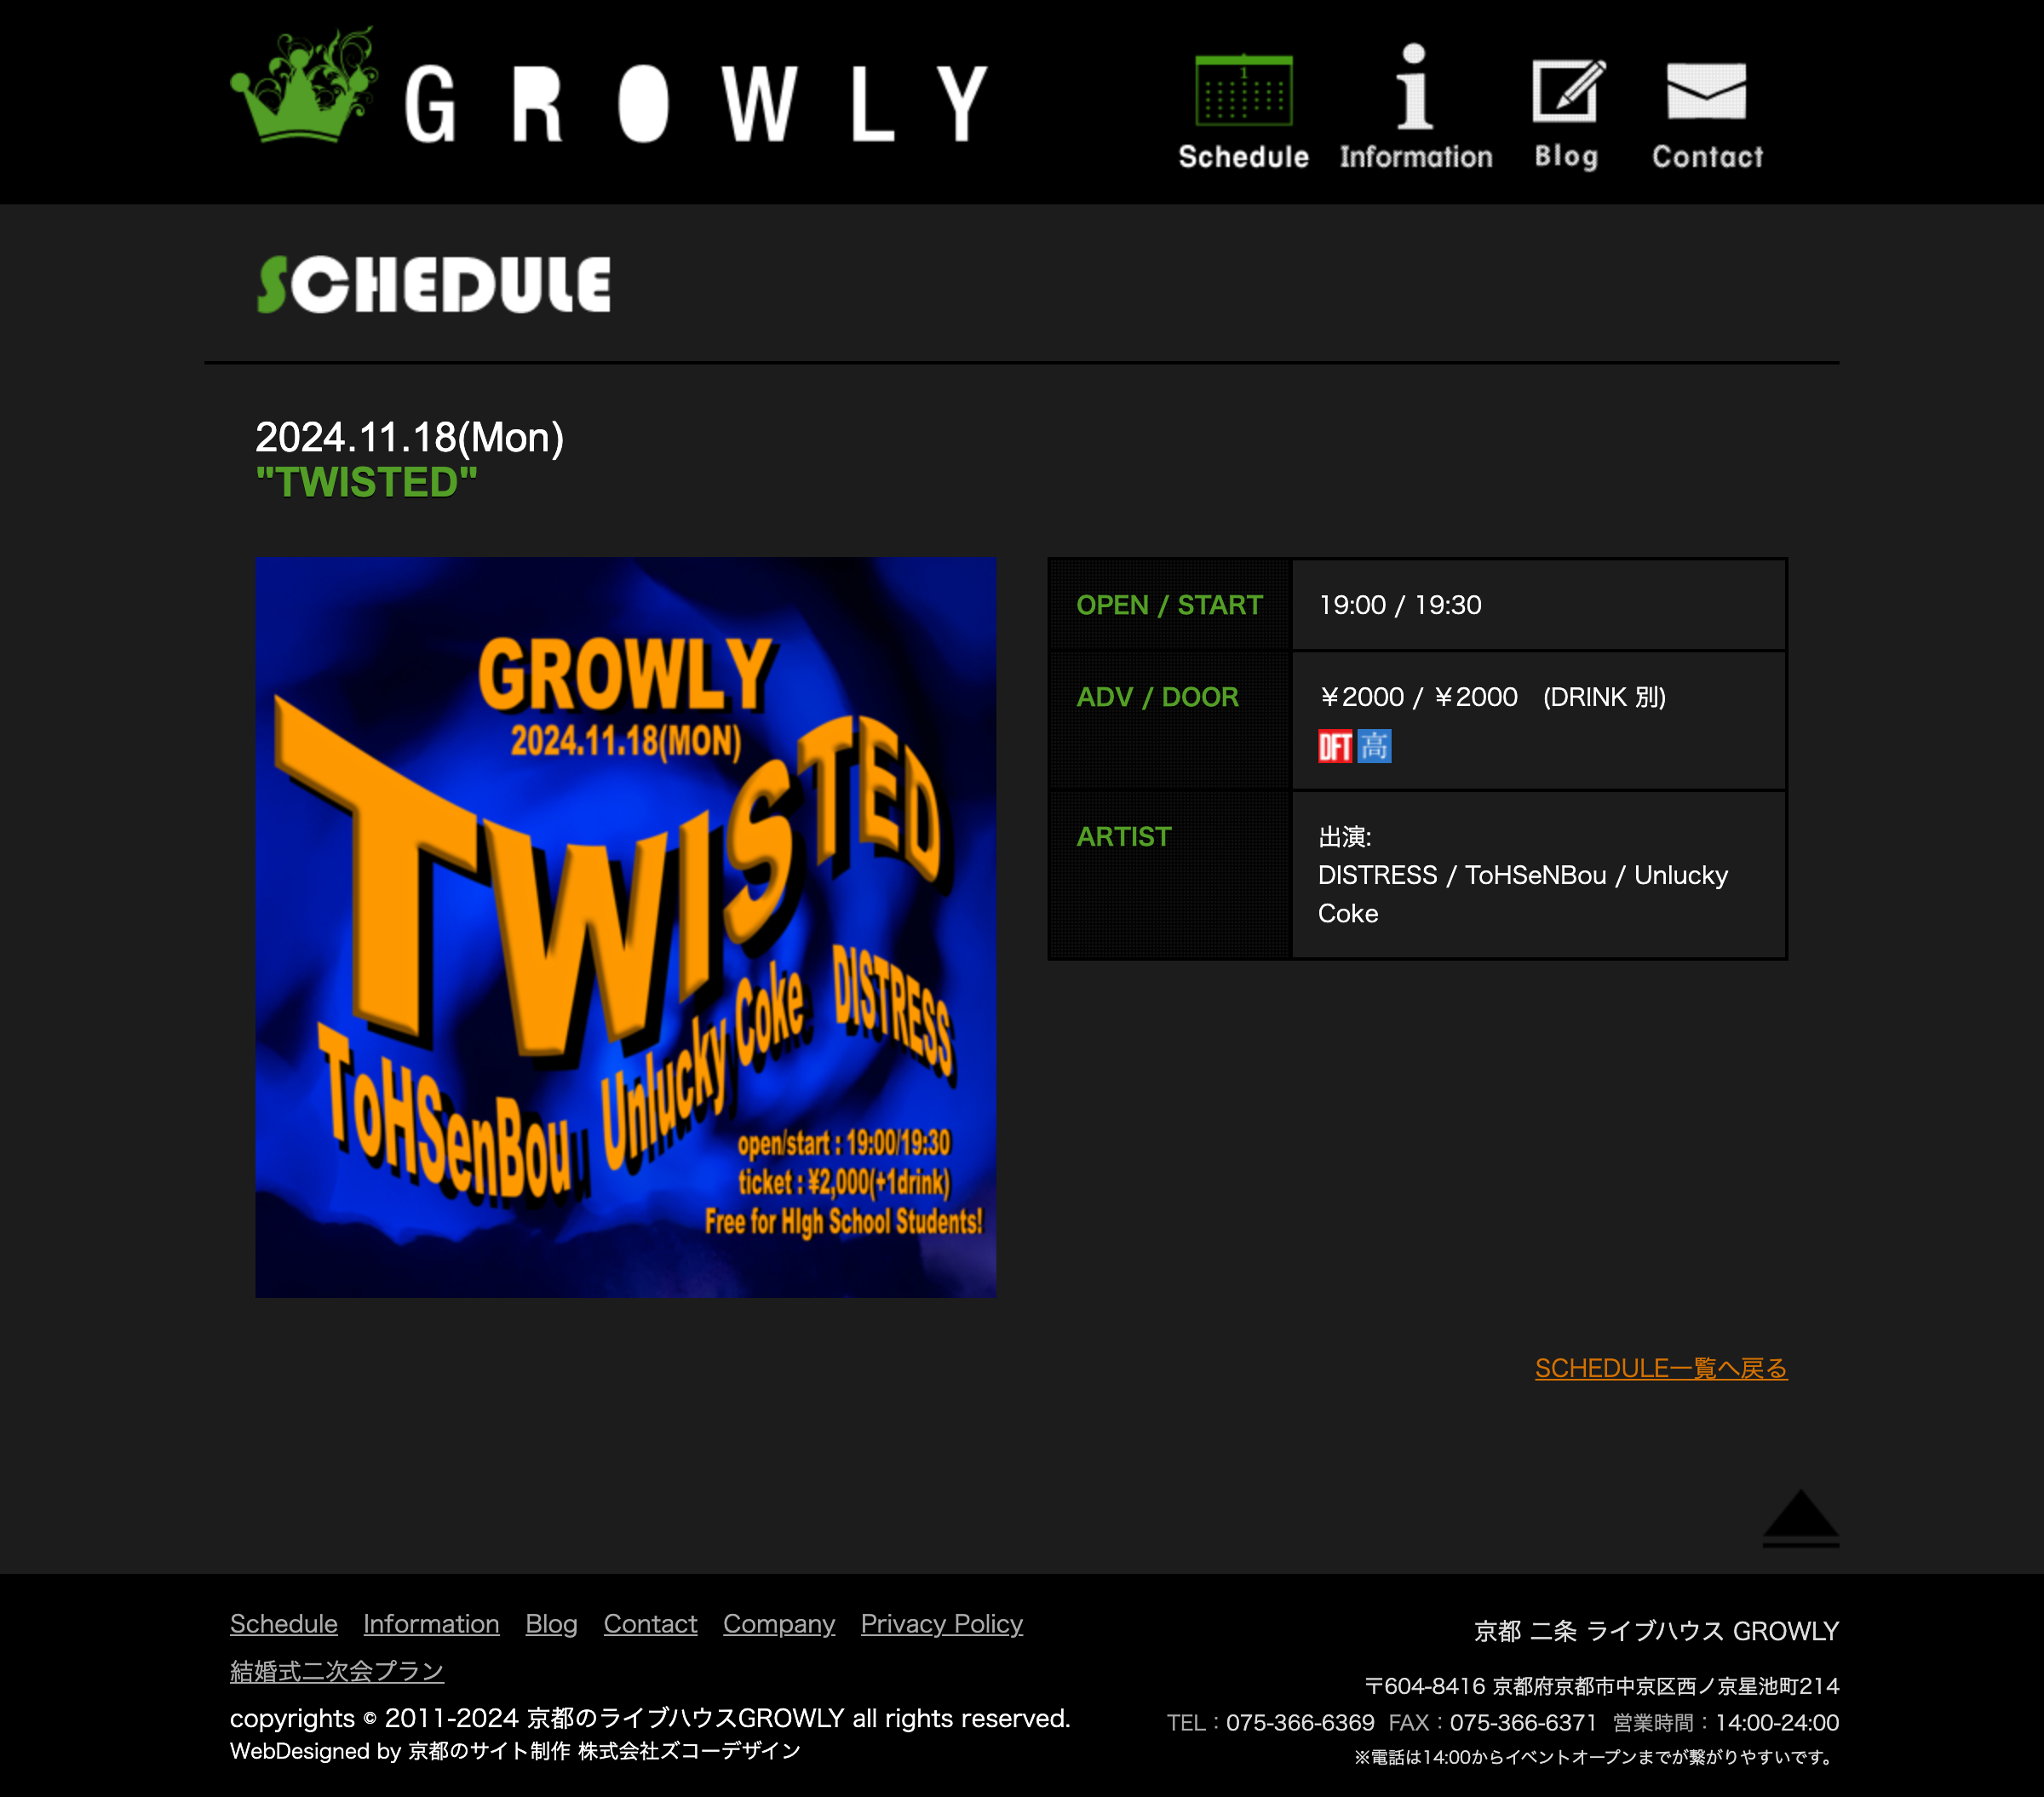 GROWLY
Schedule
Information
Blog
Contact
SCHEDULE
2024.11.18(Mon)
"TWISTED"
GROWLY
2024.11.18(MON)
TWISTED
ToHSenBou Unlucky Coke DISTRESS
open/start : 19:00/19:30
ticket : ¥2,000(+1drink)
Free for HIgh School Students!
OPEN / START
19:00 / 19:30
ADV / DOOR
￥2000 / ￥2000　(DRINK 別)
DFT 高
ARTIST
出演:
DISTRESS / ToHSeNBou / Unlucky
Coke
SCHEDULE一覧へ戻る
Schedule Information Blog Contact Company Privacy Policy
結婚式二次会プラン
copyrights © 2011-2024 京都のライブハウスGROWLY all rights reserved.
WebDesigned by 京都のサイト制作 株式会社ズコーデザイン
京都 二条 ライブハウス GROWLY
〒604-8416 京都府京都市中京区西ノ京星池町214
TEL：075-366-6369 FAX：075-366-6371 営業時間：14:00-24:00
※電話は14:00からイベントオープンまでが繋がりやすいです。